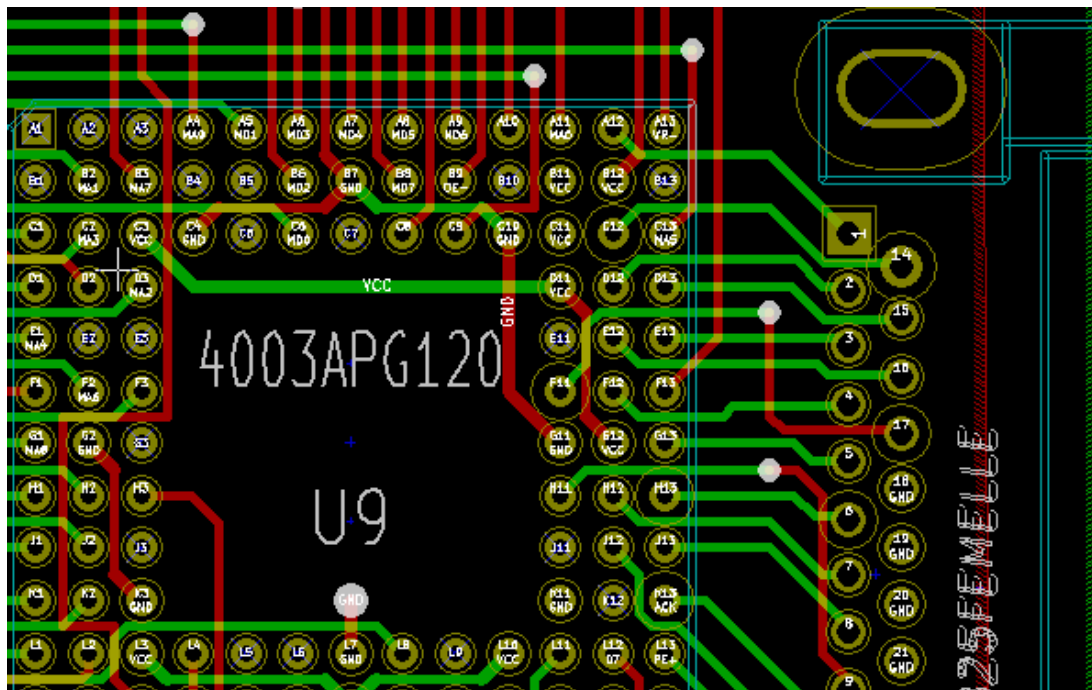 A1 A2 A3 A4 A5 A6 A7 A8 A9 A10 A11 A12 A13
MD1 MD3 MD4 MD5 MD6 VR-
B1 B2 B3 B4 B5 B6 B7 B8 B9 B10 B11 B12 B13
MA1 MA7 MD2 GND MD7 OE- VCC VCC
C1 C2 C3 C4 C6 C7 C8 C9 C10 C11 C12 C13
MA3 VCC GND MD0 GND VCC MA5
14
D1 D2 D3 VCC D11 D12 D13 2
MA2 VCC
GND
15
E1 E2 E3 E11 E12 E13 3
MA4
4003APG120
16
F1 F2 F3 F11 F12 F13 4
MA6
17
G1 G2 G3 G11 G12 G13 5
GND GND VCC
18
GND
H1 H2 H3 H11 H12 H13 6
U9
19
GND
J1 J2 J3 J11 J12 J13 7
K1 K2 K3 GND K11 K12 K13 20
GND GND ACK GND
8
L1 L2 L3 L4 L5 L6 L7 L8 L9 L10 L11 L12 L13 21
VCC GND VCC D7 PE+ GND
9